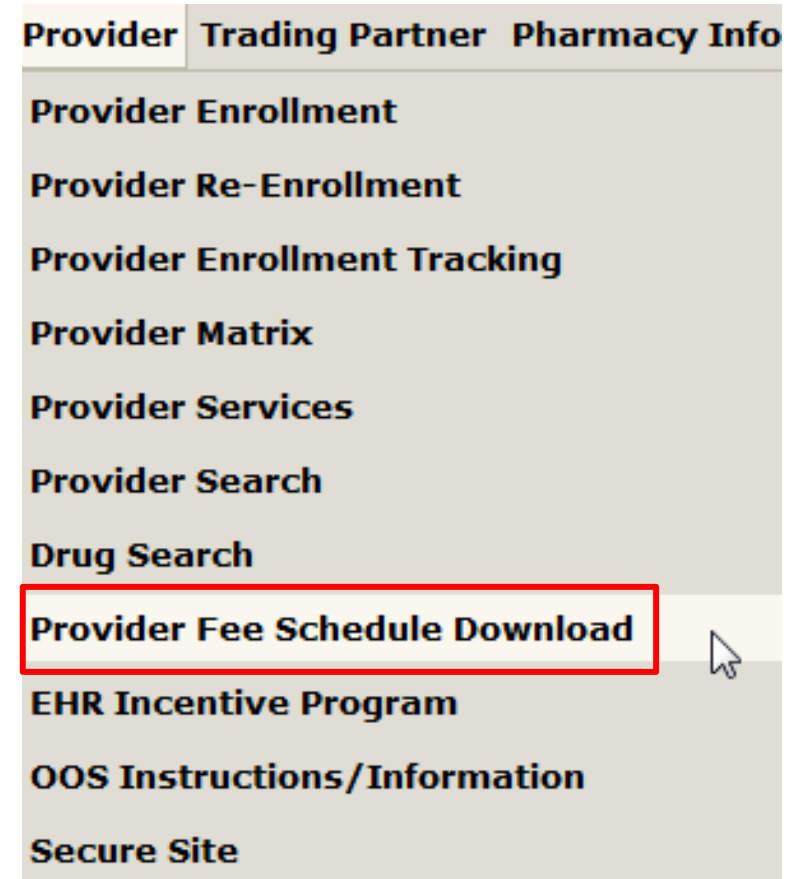 Provider Trading Partner Pharmacy Info
Provider Enrollment
Provider Re-Enrollment
Provider Enrollment Tracking
Provider Matrix
Provider Services
Provider Search
Drug Search
Provider Fee Schedule Download
EHR Incentive Program
OOS Instructions/Information
Secure Site